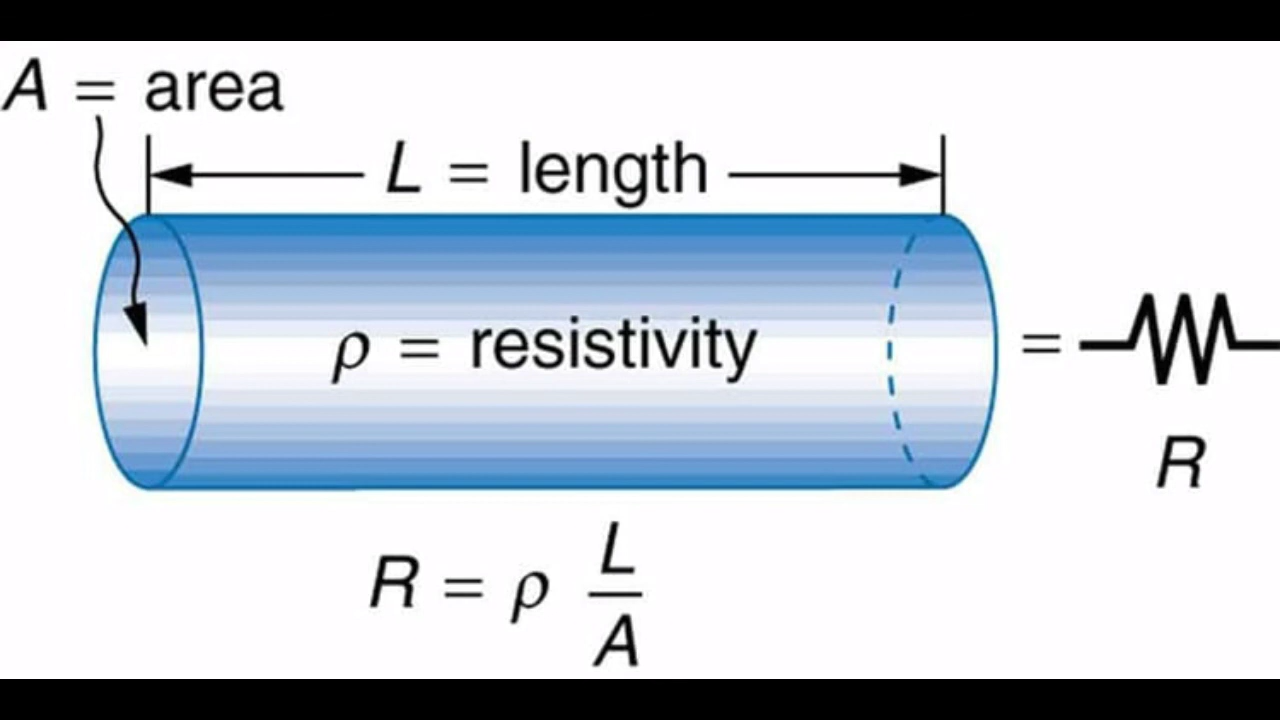 A = area
L = length
ρ = resistivity
=
R
R = ρ L/A